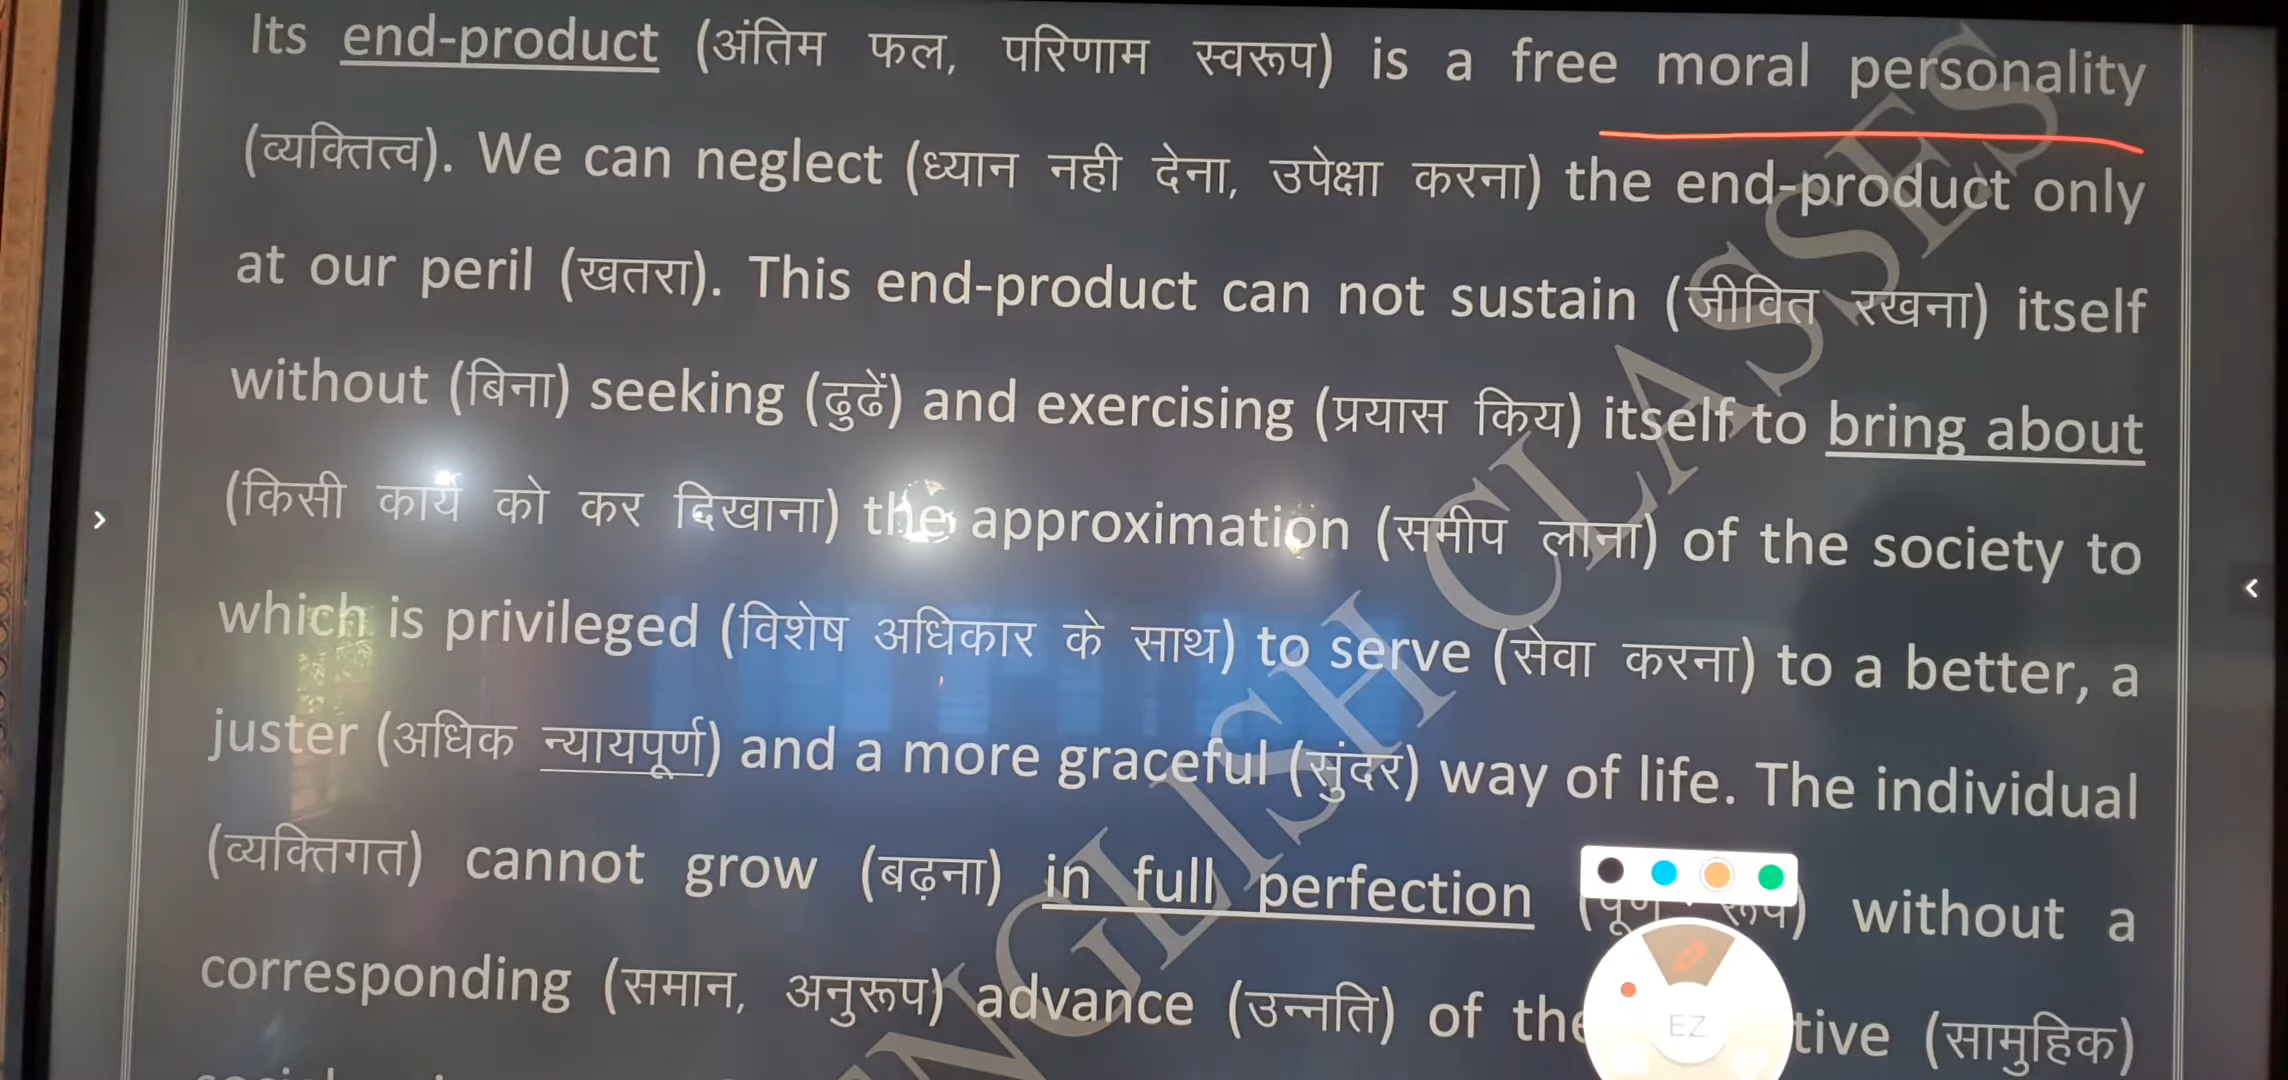 Its end-product (अंतिम फल, परिणाम स्वरूप) is a free moral personality
(व्यक्तित्व). We can neglect (ध्यान नही देना, उपेक्षा करना) the end-product only
at our peril (खतरा). This end-product can not sustain (जीवित रखना) itself
without (बिना) seeking (ढुढें) and exercising (प्रयास किय) itself to bring about
(किसी कार्य को कर दिखाना) the approximation (समीप लाना) of the society to
which is privileged (विशेष अधिकार के साथ) to serve (सेवा करना) to a better, a
juster (अधिक न्यायपूर्ण) and a more graceful (सुंदर) way of life. The individual
(व्यक्तिगत) cannot grow (बढ़ना) in full perfection without a
corresponding (समान, अनुरूप) advance (उन्नति) of the (सामुहिक)
ENGLISH CLASSES
EZ